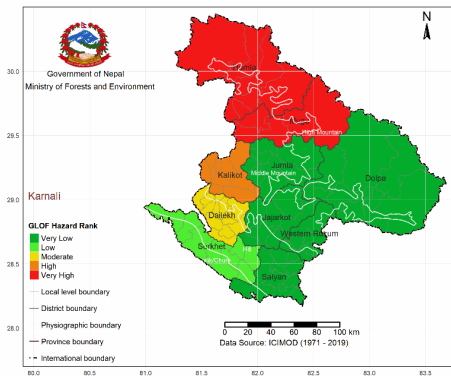 N
Government of Nepal
Ministry of Forests and Environment
30.0
29.5
29.0
28.5
28.0
Humla
High Mountain
Jumla
Middle Mountain
Dolpa
Kalikot
Karnali
Dailekh
Jajarkot
Western Rukum
Surkhet
Hill
Salyan
GLOF Hazard Rank
Very Low
Low
Moderate
High
Very High
Local level boundary
District boundary
Physiographic boundary
Province boundary
International boundary
0 20 40 60 80 100 km
Data Source: ICIMOD (1971 - 2019)
80.0 80.5 81.0 81.5 82.0 82.5 83.0 83.5